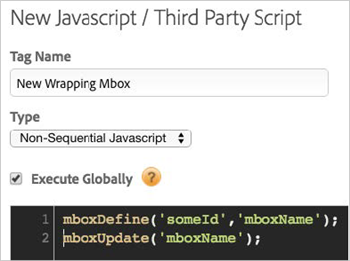 New Javascript / Third Party Script
Tag Name
New Wrapping Mbox
Type
Non-Sequential Javascript
Execute Globally ?
1 mboxDefine('someId','mboxName');
2 mboxUpdate('mboxName');